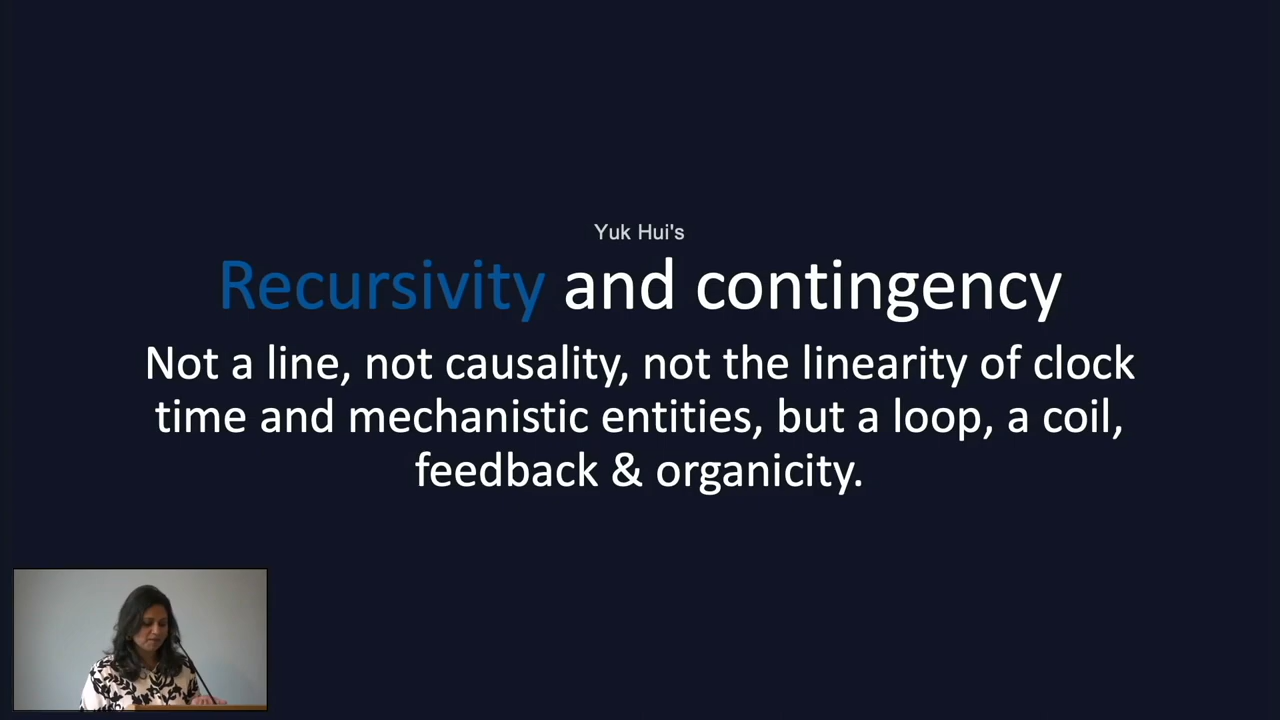 Yuk Hui's
Recursivity and contingency
Not a line, not causality, not the linearity of clock
time and mechanistic entities, but a loop, a coil,
feedback & organicity.